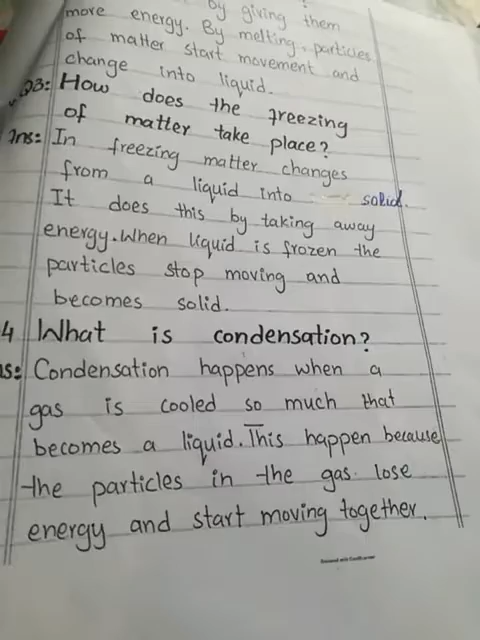 by giving them
more energy. By melting, particles
of matter start movement and
change into liquid.
Q3: How does the freezing
of matter take place?
Ans: In freezing matter changes
from a liquid into solid.
It does this by taking away
energy. When liquid is frozen the
particles stop moving and
becomes solid.
4 What is condensation?
ns: Condensation happens when a
gas is cooled so much that
becomes a liquid. This happen because
the particles in the gas lose
energy and start moving together.
Scanned with CamScanner